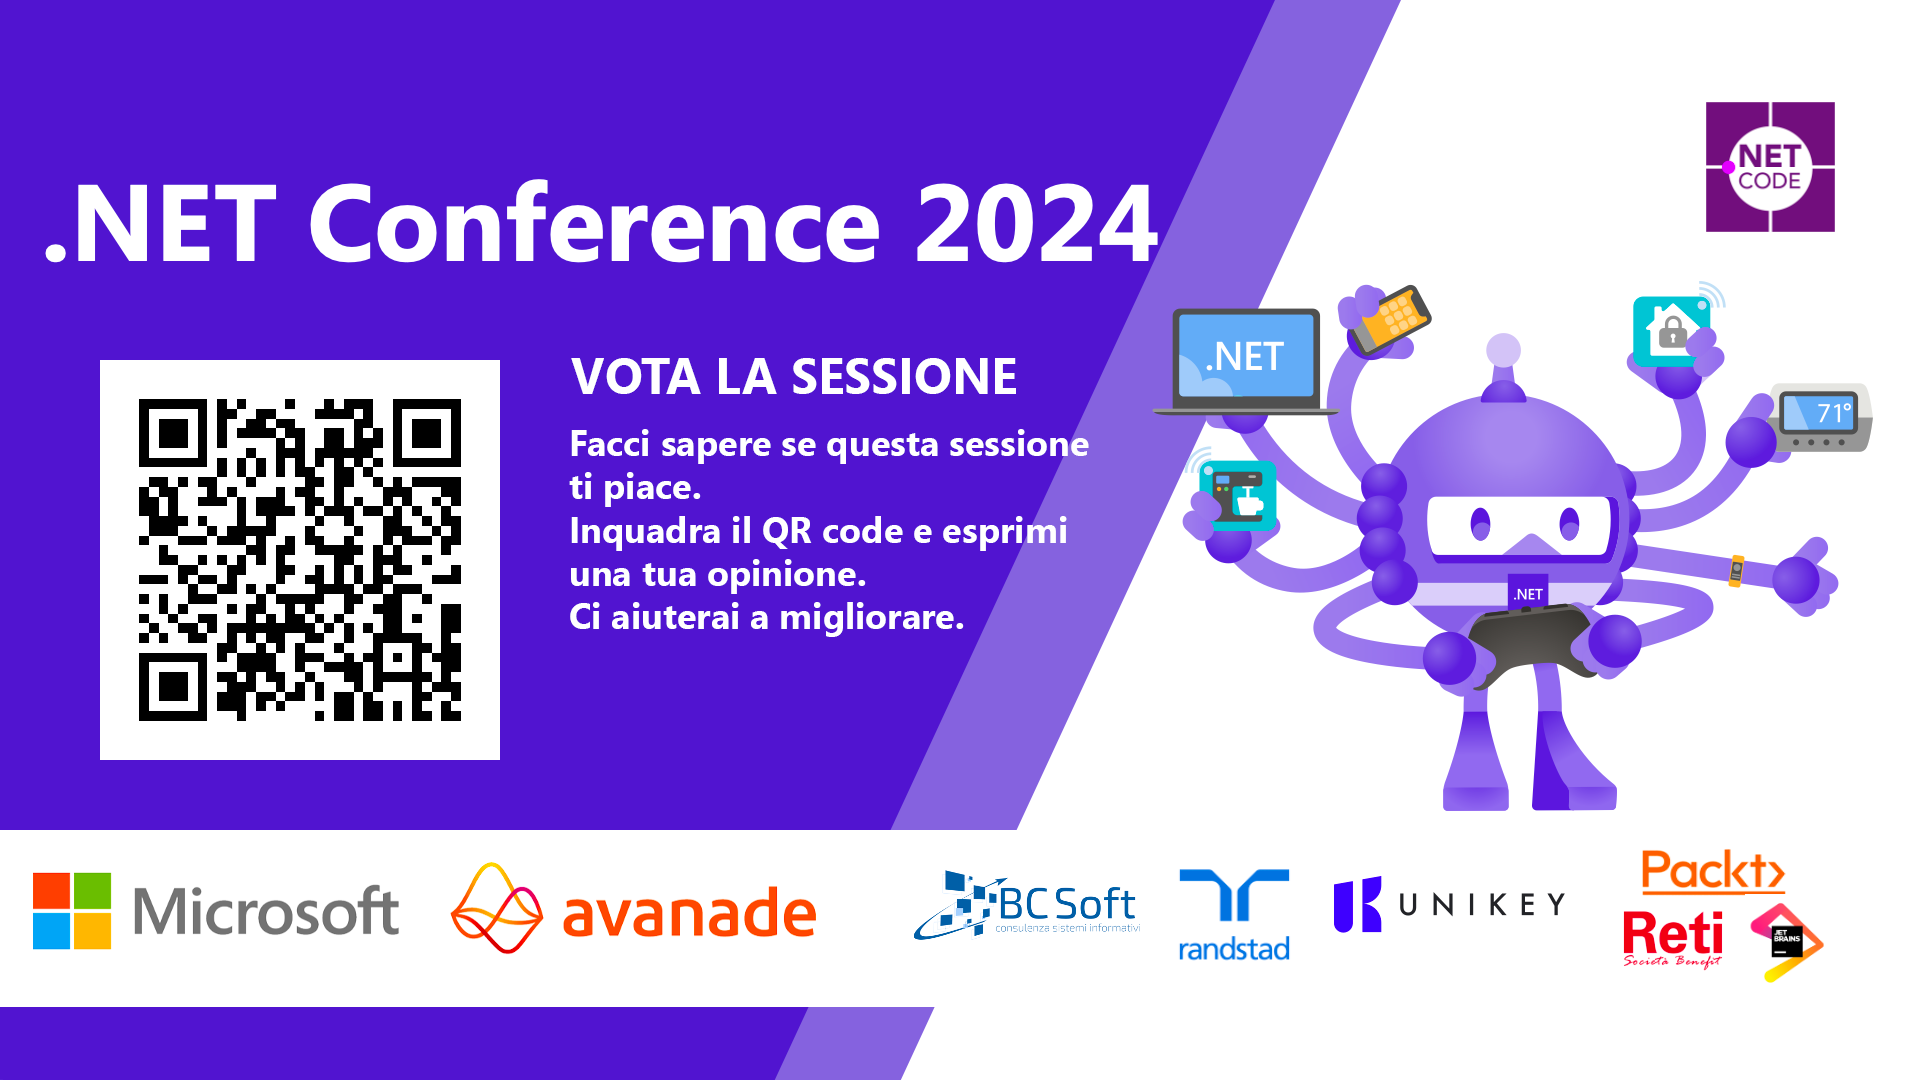 .NET Conference 2024
NET
CODE
VOTA LA SESSIONE
Facci sapere se questa sessione
ti piace.
Inquadra il QR code e esprimi
una tua opinione.
Ci aiuterai a migliorare.
.NET
71°
.NET
Microsoft
avanade
BC Soft
consulenza sistemi informativi
randstad
UNIKEY
Packt>
Reti
Società Benefit
JET
BRAINS